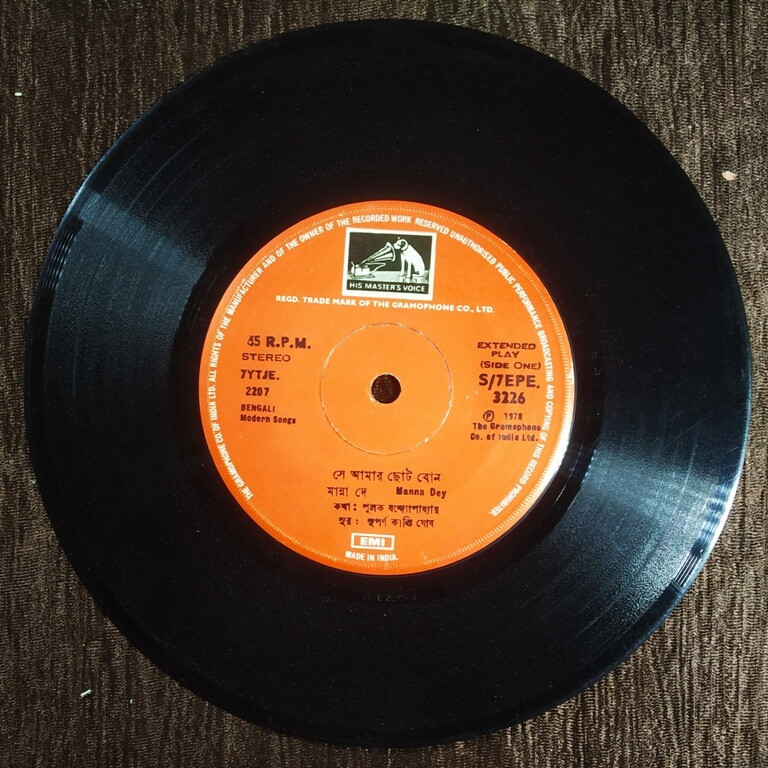 THE GRAMOPHONE CO. OF INDIA LTD. ALL RIGHTS OF THE MANUFACTURER AND OF THE OWNER OF THE RECORDED WORK RESERVED UNAUTHORISED PUBLIC PERFORMANCE BROADCASTING AND COPYING OF THIS RECORD PROHIBITED.
HIS MASTER'S VOICE
REGD. TRADE MARK OF THE GRAMOPHONE CO., LTD.
45 R.P.M.
STEREO
7YTJE.
2207
BENGALI
Modern Songs
EXTENDED
PLAY
(SIDE ONE)
S/7EPE.
3226
℗ 1978
The Gramophone
Co. of India Ltd.
সে আমার ছোট বোন
মান্না দে Manna Dey
কথা : পুলক বন্দ্যোপাধ্যায়
সুর : সুপর্ণ কান্তি ঘোষ
EMI
MADE IN INDIA.